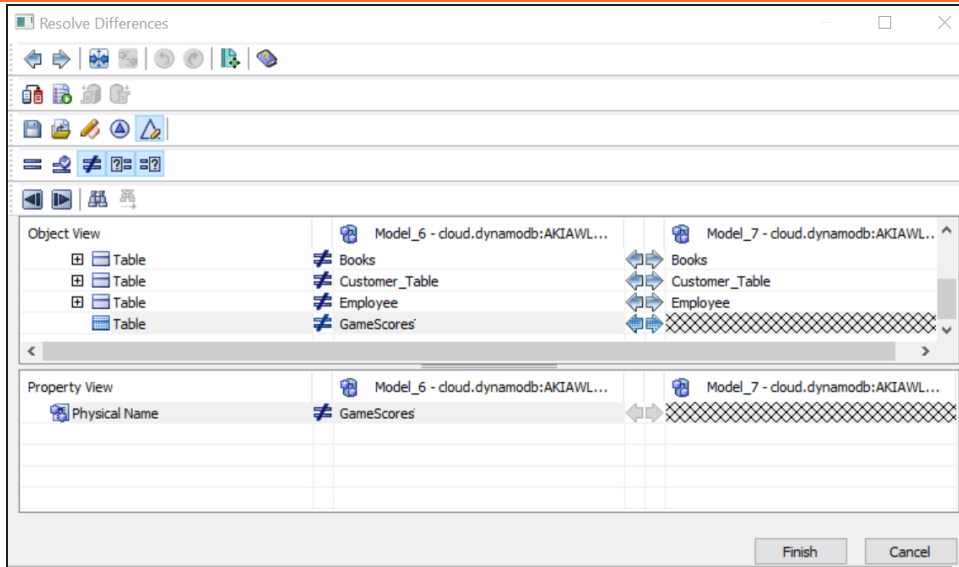 Resolve Differences
Object View Model_6 - cloud.dynamodb:AKIAWL... Model_7 - cloud.dynamodb:AKIAWL...
Table Books Books
Table Customer_Table Customer_Table
Table Employee Employee
Table GameScores
Property View Model_6 - cloud.dynamodb:AKIAWL... Model_7 - cloud.dynamodb:AKIAWL...
Physical Name GameScores
Finish Cancel